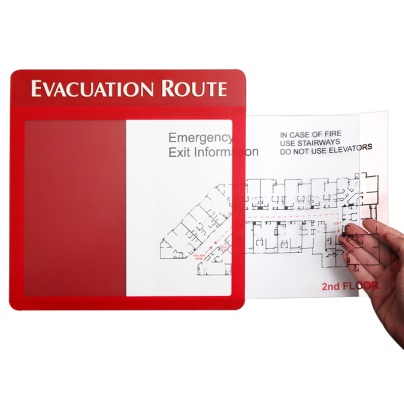 EVACUATION ROUTE
Emergency
Exit Information
IN CASE OF FIRE
USE STAIRWAYS
DO NOT USE ELEVATORS
2nd FLOOR